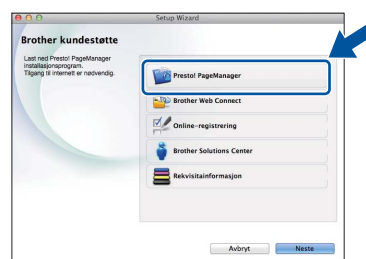 Setup Wizard
Brother kundestøtte
Last ned Presto! PageManager
installasjonsprogram.
Tilgang til internett er nødvendig.
Presto! PageManager
Brother Web Connect
Online-registrering
Brother Solutions Center
Rekvisitainformasjon
Avbryt
Neste